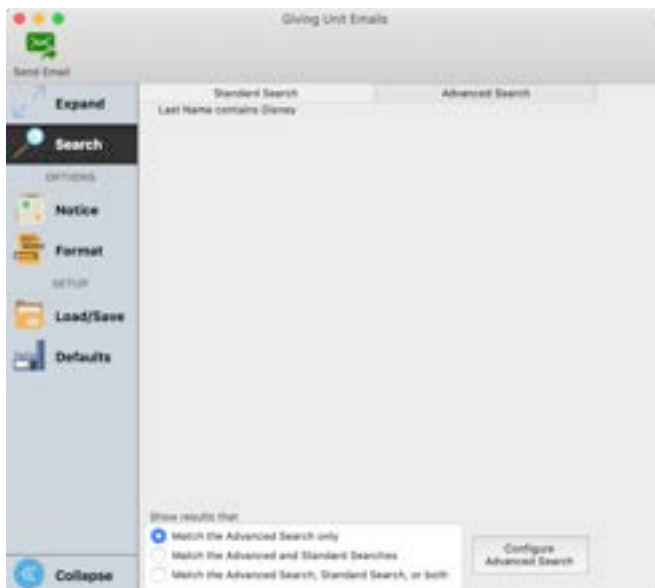 Giving Unit Emails
Send Email
Expand
Standard Search
Advanced Search
Last Name contains Disney
Search
OPTIONS
Notice
Format
SETUP
Load/Save
Defaults
Show results that
Match the Advanced Search only
Match the Advanced and Standard Searches
Match the Advanced Search, Standard Search, or both
Configure
Advanced Search
Collapse